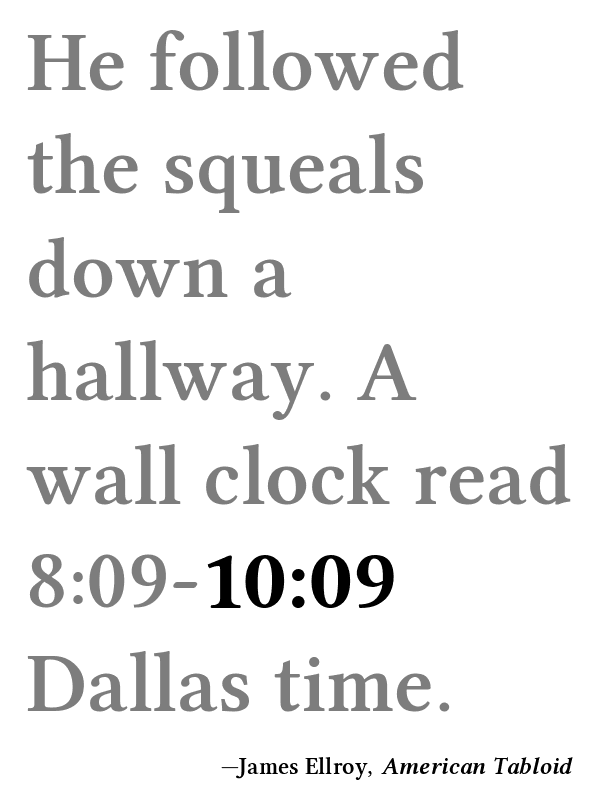 He followed
the squeals
down a
hallway. A
wall clock read
8:09-10:09
Dallas time.
—James Ellroy, American Tabloid